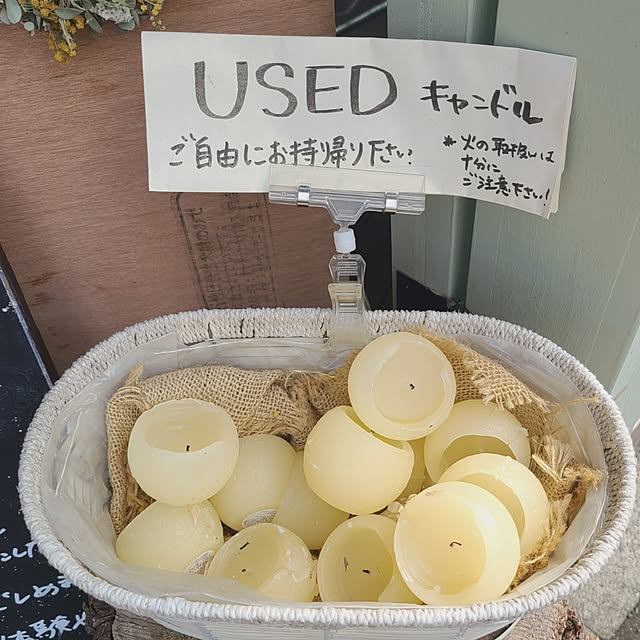 USED キャンドル
ご自由にお持帰り下さい
*火の取扱いは
十分に
ご注意下さい!